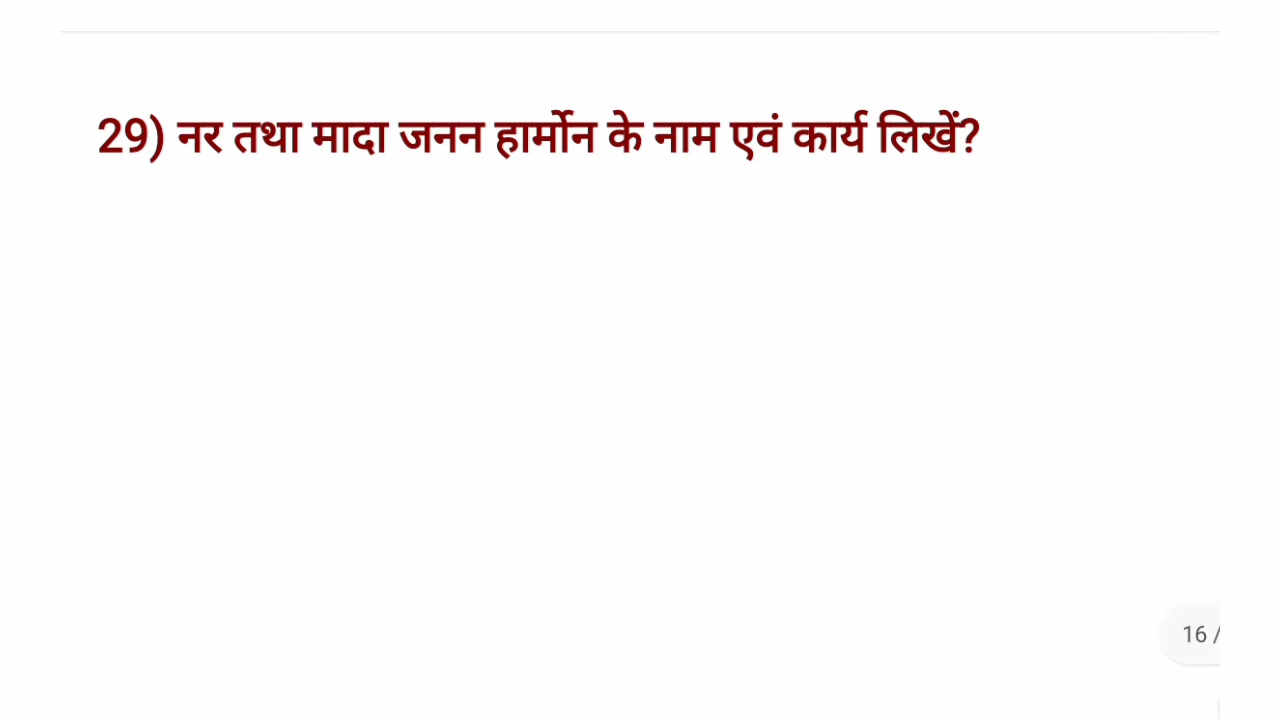 29) नर तथा मादा जनन हार्मोन के नाम एवं कार्य लिखें?
16 /